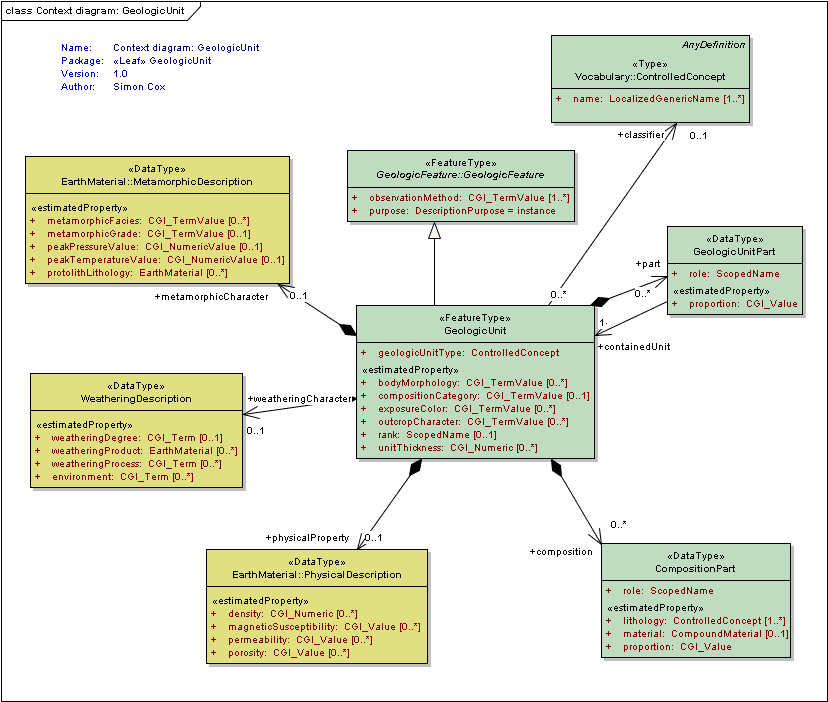 class Context diagram: GeologicUnit
Name: Context diagram: GeologicUnit
Package: «Leaf» GeologicUnit
Version: 1.0
Author: Simon Cox
AnyDefinition
«Type»
Vocabulary::ControlledConcept
+ name: LocalizedGenericName [1..*]
+classifier 0..1
«DataType»
EarthMaterial::MetamorphicDescription
«estimatedProperty»
+ metamorphicFacies: CGI_TermValue [0..*]
+ metamorphicGrade: CGI_TermValue [0..1]
+ peakPressureValue: CGI_NumericValue [0..1]
+ peakTemperatureValue: CGI_NumericValue [0..1]
+ protolithLithology: EarthMaterial [0..*]
+metamorphicCharacter 0..1
«FeatureType»
GeologicFeature::GeologicFeature
+ observationMethod: CGI_TermValue [1..*]
+ purpose: DescriptionPurpose = instance
«DataType»
GeologicUnitPart
+ role: ScopedName
«estimatedProperty»
+ proportion: CGI_Value
+part
0..*
0..*
1.
+containedUnit
«FeatureType»
GeologicUnit
+ geologicUnitType: ControlledConcept
«estimatedProperty»
+ bodyMorphology: CGI_TermValue [0..*]
+ compositionCategory: CGI_TermValue [0..1]
+ exposureColor: CGI_TermValue [0..*]
+ outcropCharacter: CGI_TermValue [0..*]
+ rank: ScopedName [0..1]
+ unitThickness: CGI_Numeric [0..*]
«DataType»
WeatheringDescription
«estimatedProperty»
+ weatheringDegree: CGI_Term [0..1]
+ weatheringProduct: EarthMaterial [0..*]
+ weatheringProcess: CGI_Term [0..*]
+ environment: CGI_Term [0..*]
+weatheringCharacter
0..1
+physicalProperty 0..1
«DataType»
EarthMaterial::PhysicalDescription
«estimatedProperty»
+ density: CGI_Numeric [0..*]
+ magneticSusceptibility: CGI_Value [0..*]
+ permeability: CGI_Value [0..*]
+ porosity: CGI_Value [0..*]
0..*
+composition
«DataType»
CompositionPart
+ role: ScopedName
«estimatedProperty»
+ lithology: ControlledConcept [1..*]
+ material: CompoundMaterial [0..1]
+ proportion: CGI_Value